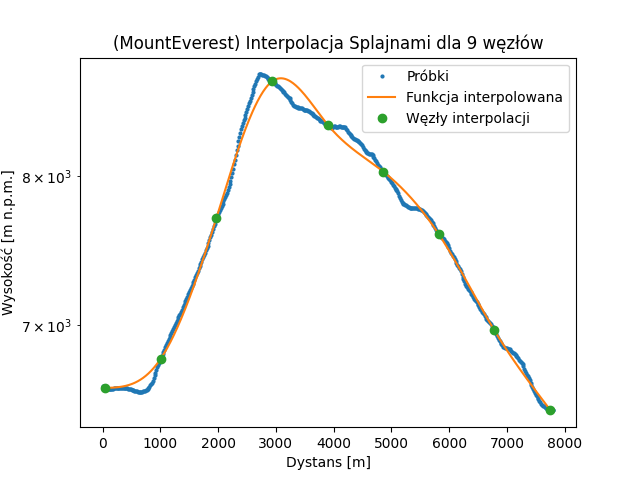 (MountEverest) Interpolacja Splajnami dla 9 węzłów
Próbki
Funkcja interpolowana
Węzły interpolacji
Wysokość [m n.p.m.]
8 × 10³
7 × 10³
0 1000 2000 3000 4000 5000 6000 7000 8000
Dystans [m]